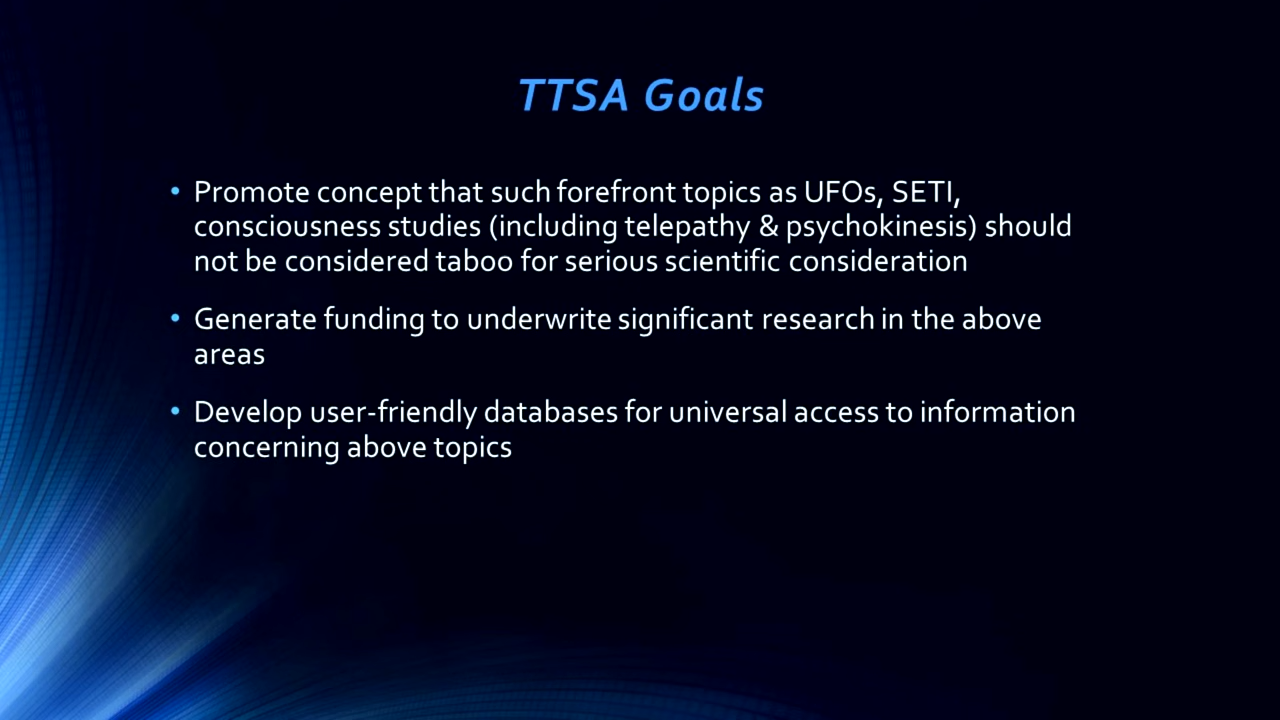 TTSA Goals
• Promote concept that such forefront topics as UFOs, SETI,
consciousness studies (including telepathy & psychokinesis) should
not be considered taboo for serious scientific consideration
• Generate funding to underwrite significant research in the above
areas
• Develop user-friendly databases for universal access to information
concerning above topics